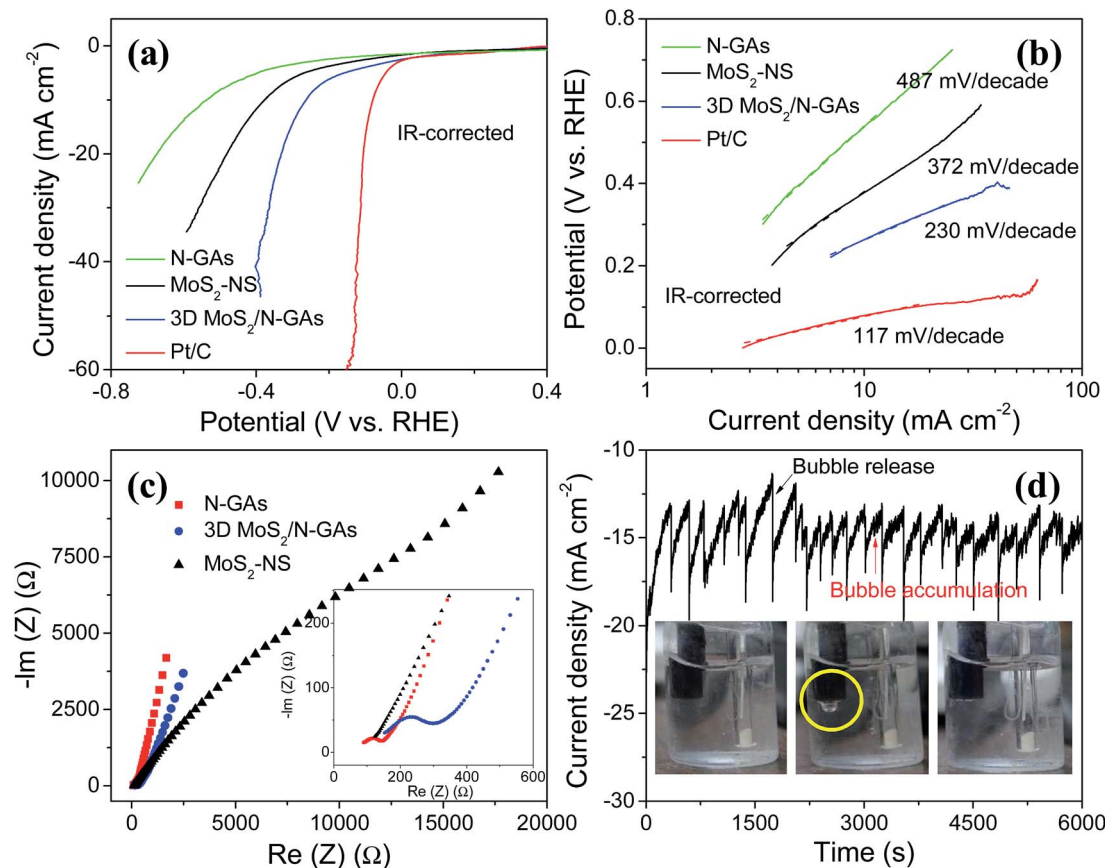 (a)
0
-20
-40
-60
-0.8
-0.4
0.0
0.4
Current density (mA cm⁻²)
Potential (V vs. RHE)
IR-corrected
N-GAs
MoS₂-NS
3D MoS₂/N-GAs
Pt/C
(b)
0.8
0.6
0.4
0.2
0.0
1
10
100
Potential (V vs. RHE)
Current density (mA cm⁻²)
N-GAs
MoS₂-NS
3D MoS₂/N-GAs
Pt/C
487 mV/decade
372 mV/decade
230 mV/decade
IR-corrected
117 mV/decade
(c)
10000
7500
5000
2500
0
0
5000
10000
15000
20000
-Im (Z) (Ω)
Re (Z) (Ω)
N-GAs
3D MoS₂/N-GAs
MoS₂-NS
200
100
0
0
200
400
600
-Im (Z) (Ω)
Re (Z) (Ω)
(d)
-10
-15
-20
-25
-30
0
1500
3000
4500
6000
Current density (mA cm⁻²)
Time (s)
Bubble release
Bubble accumulation